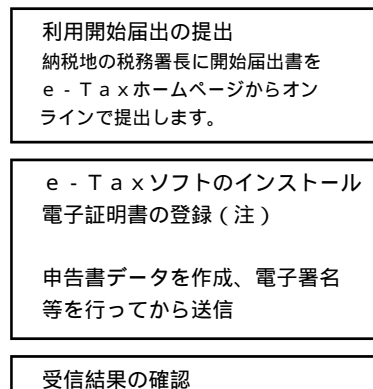 利用開始届出の提出
納税地の税務署長に開始届出書を
ｅ‐Ｔａｘホームページからオン
ラインで提出します。
ｅ‐Ｔａｘソフトのインストール
電子証明書の登録（注）
申告書データを作成、電子署名
等を行ってから送信
受信結果の確認